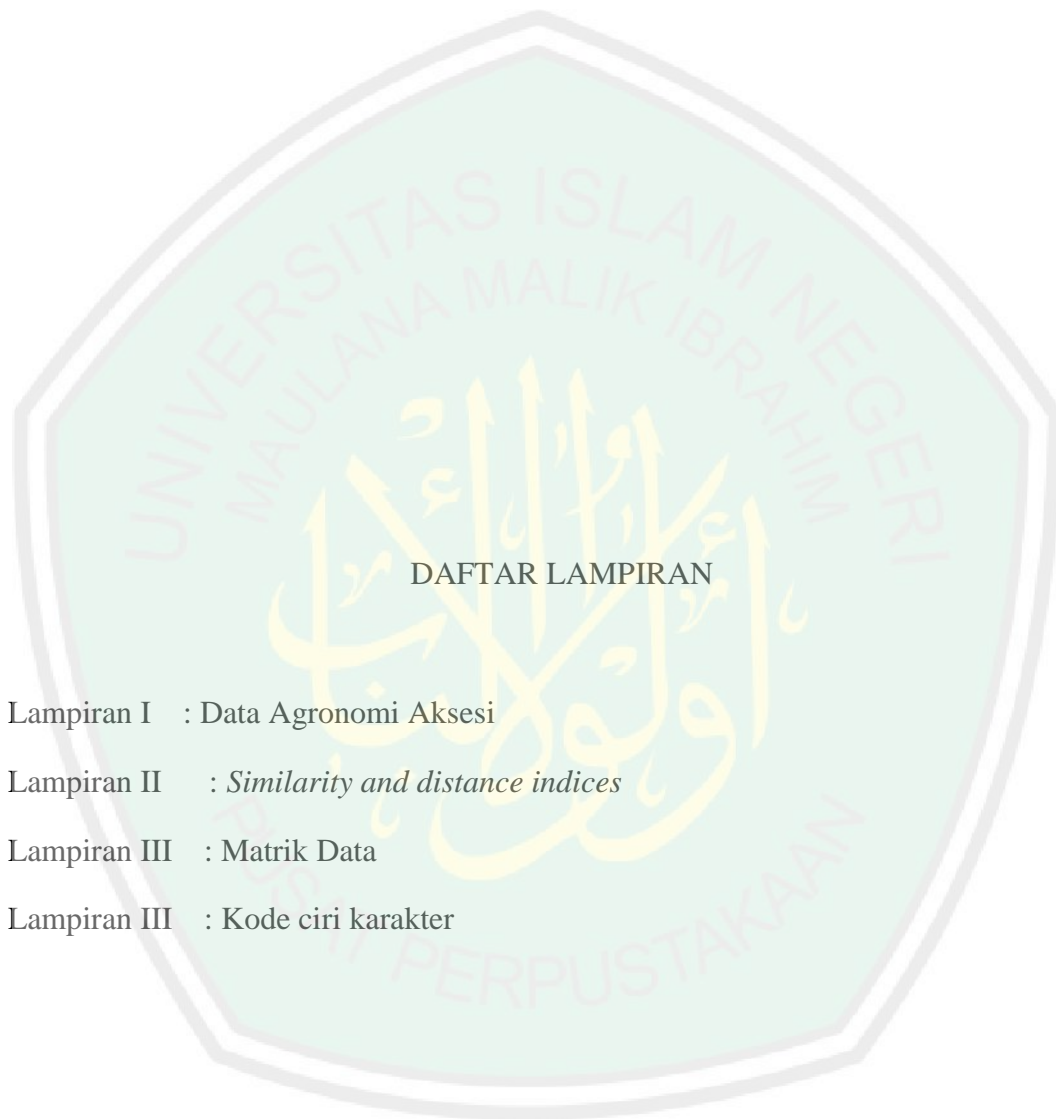 UNIVERSITAS ISLAM NEGERI
MAULANA MALIK IBRAHIM
DAFTAR LAMPIRAN
Lampiran I : Data Agronomi Aksesi
Lampiran II : Similarity and distance indices
Lampiran III : Matrik Data
Lampiran III : Kode ciri karakter
PUSAT PERPUSTAKAAN